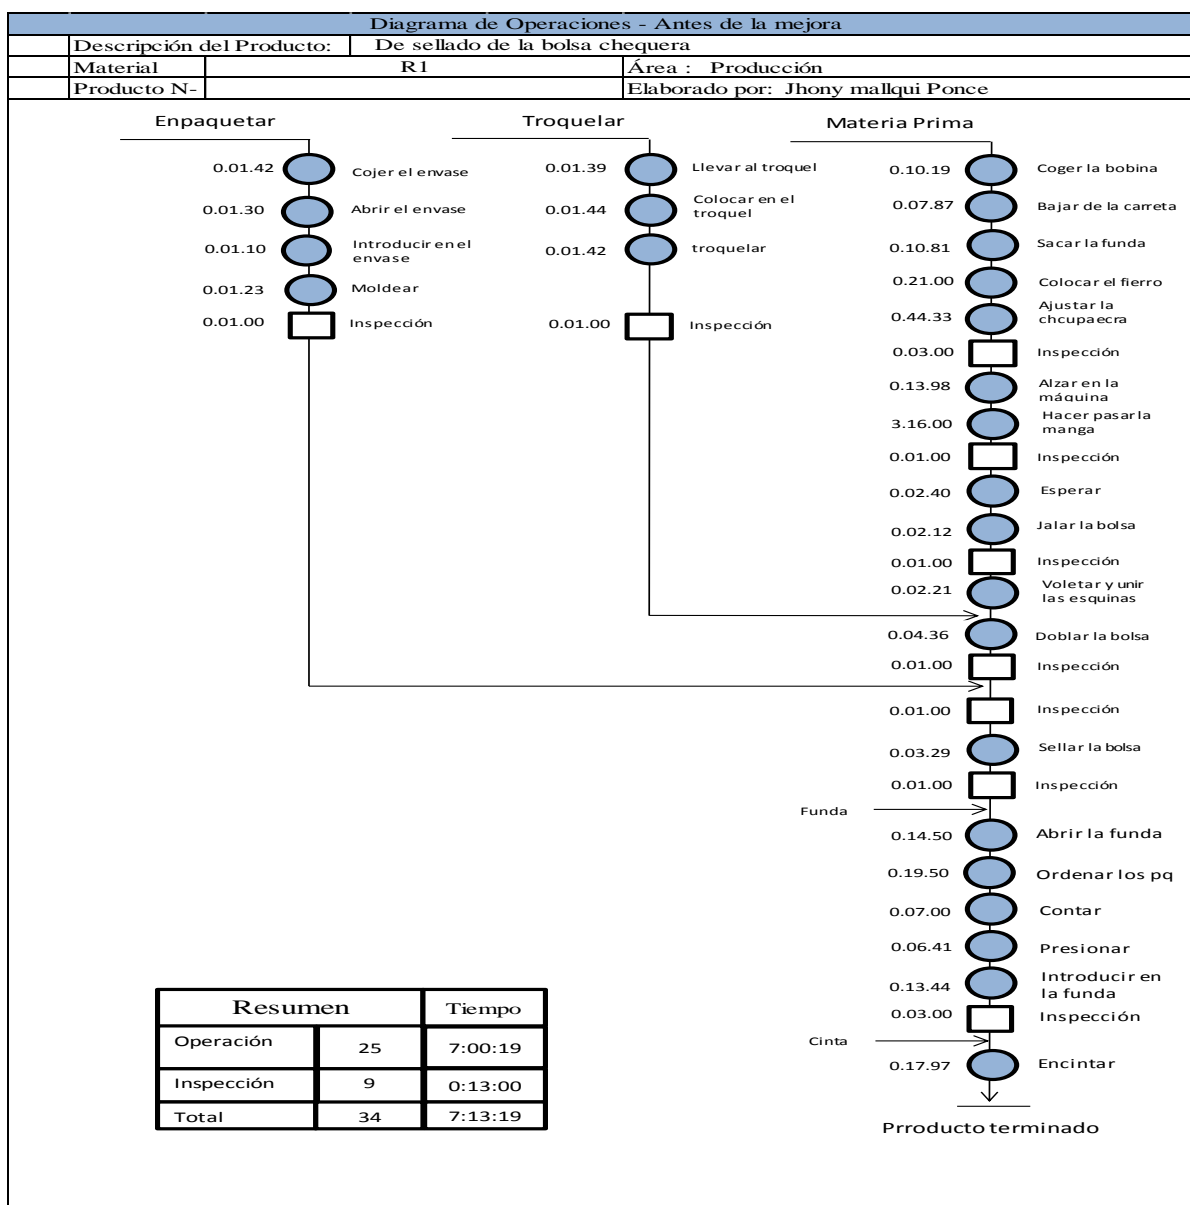 Diagrama de Operaciones - Antes de la mejora
Descripción del Producto: De sellado de la bolsa chequera
Material R1 Área : Producción
Producto N- Elaborado por: Jhony mallqui Ponce
Enpaquetar
0.01.42 Cojer el envase
0.01.30 Abrir el envase
0.01.10 Introducir en el
envase
0.01.23 Moldear
0.01.00 Inspección
Troquelar
0.01.39 Llevar al troquel
0.01.44 Colocar en el
troquel
0.01.42 troquelar
0.01.00 Inspección
Materia Prima
0.10.19 Coger la bobina
0.07.87 Bajar de la carreta
0.10.81 Sacar la funda
0.21.00 Colocar el fierro
0.44.33 Ajustar la
chcupaecra
0.03.00 Inspección
0.13.98 Alzar en la
máquina
3.16.00 Hacer pasar la
manga
0.01.00 Inspección
0.02.40 Esperar
0.02.12 Jalar la bolsa
0.01.00 Inspección
0.02.21 Voletar y unir
las esquinas
0.04.36 Doblar la bolsa
0.01.00 Inspección
0.01.00 Inspección
0.03.29 Sellar la bolsa
0.01.00 Inspección
Funda
0.14.50 Abrir la funda
0.19.50 Ordenar los pq
0.07.00 Contar
0.06.41 Presionar
0.13.44 Introducir en
la funda
0.03.00 Inspección
Cinta
0.17.97 Encintar
Prroducto terminado
Resumen Tiempo
Operación 25 7:00:19
Inspección 9 0:13:00
Total 34 7:13:19